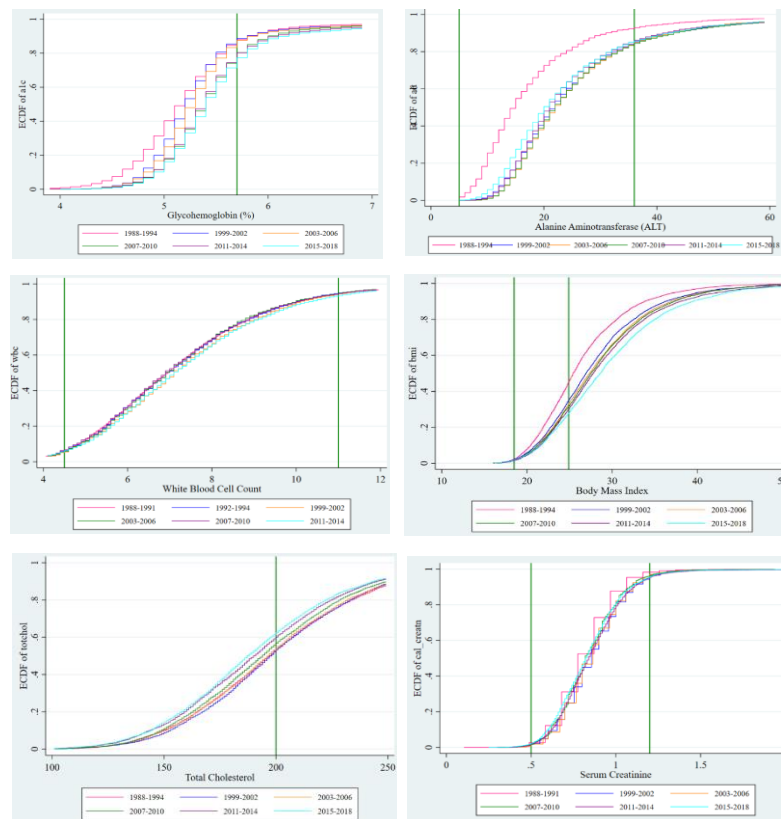 ECDF of a1c
0 .2 .4 .6 .8 1
4 5 6 7
Glycohemoglobin (%)
1988-1994 1999-2002 2003-2006
2007-2010 2011-2014 2015-2018
0 .2 .4 .6 .8 1
0 20 40 60
Alanine Aminotransferase (ALT)
1988-1994 1999-2002 2003-2006 2007-2010 2011-2014 2015-2018
ECDF of wbc
0 .2 .4 .6 .8 1
4 6 8 10 12
White Blood Cell Count
1988-1991 1992-1994 1999-2002
2003-2006 2007-2010 2011-2014
ECDF of bmi
0 .2 .4 .6 .8 1
10 20 30 40
Body Mass Index
1988-1994 1999-2002 2003-2006
2007-2010 2011-2014 2015-2018
ECDF of totchol
0 .2 .4 .6 .8 1
100 150 200 250
Total Cholesterol
1988-1994 1999-2002 2003-2006
2007-2010 2011-2014 2015-2018
ECDF of cal_creatn
0 .2 .4 .6 .8 1
0 .5 1 1.5
Serum Creatinine
1988-1991 1999-2002 2003-2006
2007-2010 2011-2014 2015-2018